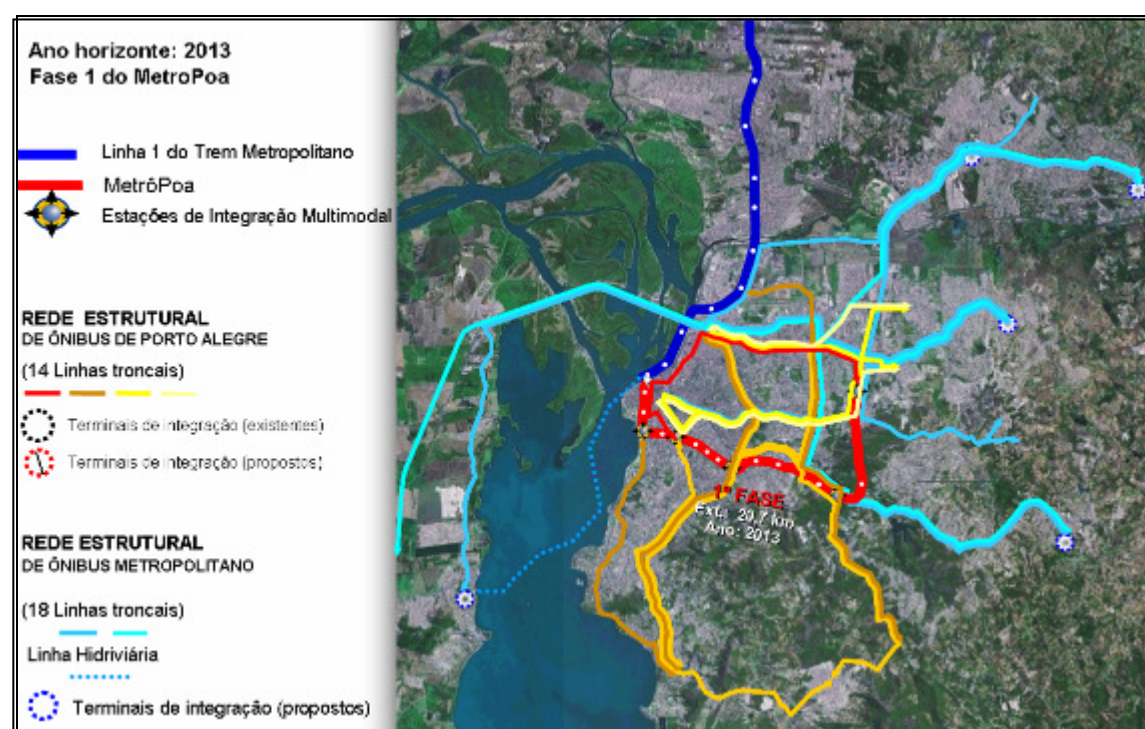 Ano horizonte: 2013
Fase 1 do MetroPoa
Linha 1 do Trem Metropolitano
MetrôPoa
Estações de Integração Multimodal
REDE ESTRUTURAL
DE ÔNIBUS DE PORTO ALEGRE
(14 Linhas troncais)
Terminais de integração (existentes)
Terminais de integração (propostos)
REDE ESTRUTURAL
DE ÔNIBUS METROPOLITANO
(18 Linhas troncais)
Linha Hidriviária
Terminais de integração (propostos)
1ª FASE
Ext.: 20,7 km
Ano: 2013